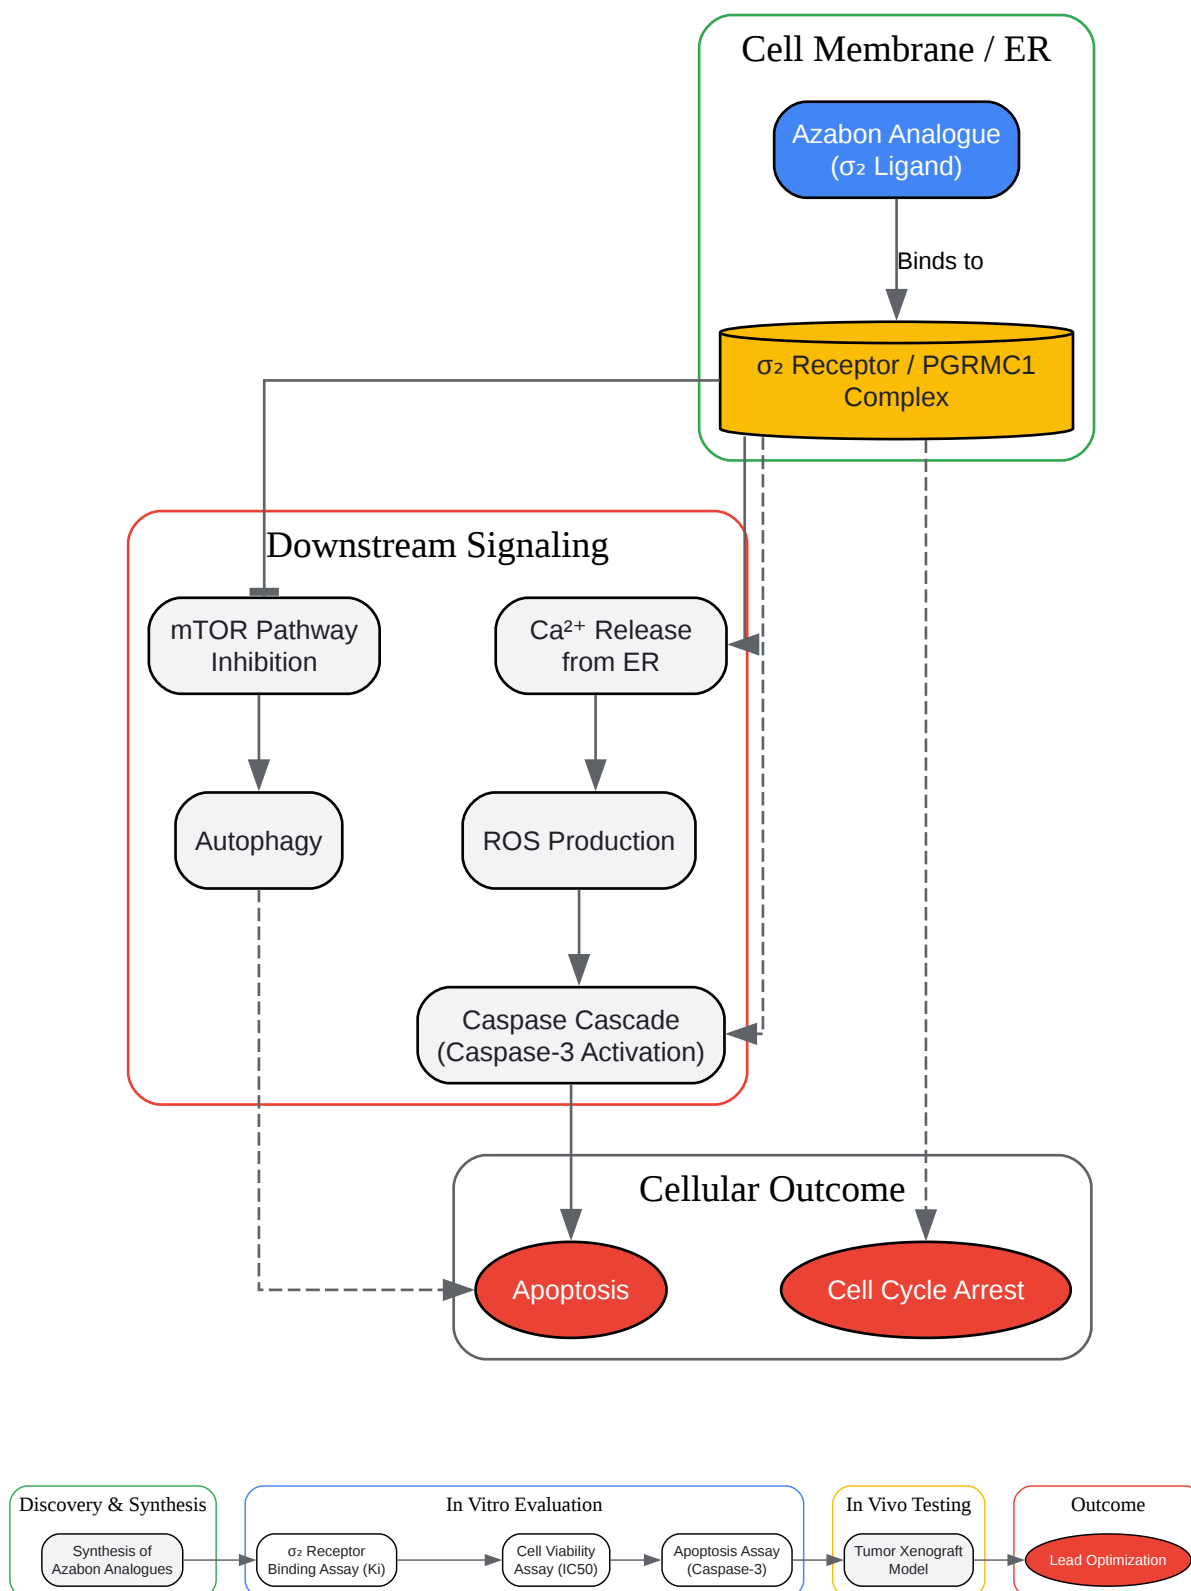 Cell Membrane / ER
Azabon Analogue
(σ₂ Ligand)
Binds to
σ₂ Receptor / PGRMC1
Complex
Downstream Signaling
mTOR Pathway
Inhibition
Ca²⁺ Release
from ER
Autophagy
ROS Production
Caspase Cascade
(Caspase-3 Activation)
Cellular Outcome
Apoptosis
Cell Cycle Arrest
Discovery & Synthesis
Synthesis of
Azabon Analogues
In Vitro Evaluation
σ₂ Receptor
Binding Assay (Ki)
Cell Viability
Assay (IC50)
Apoptosis Assay
(Caspase-3)
In Vivo Testing
Tumor Xenograft
Model
Outcome
Lead Optimization